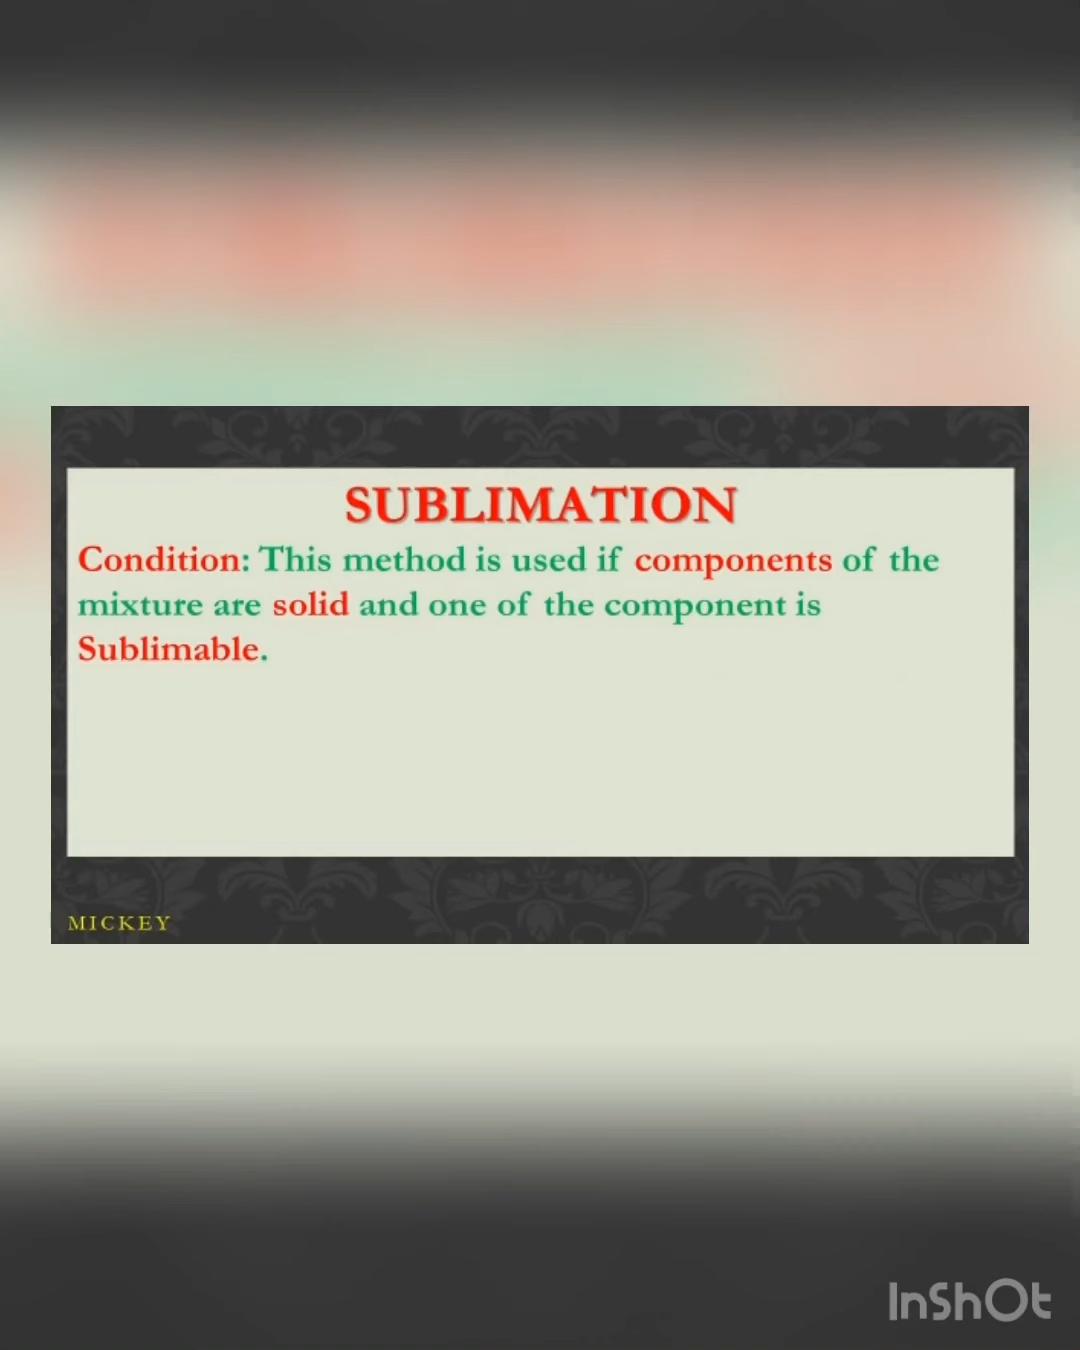 SUBLIMATION
Condition: This method is used if components of the
mixture are solid and one of the component is
Sublimable.
MICKEY
InShOt